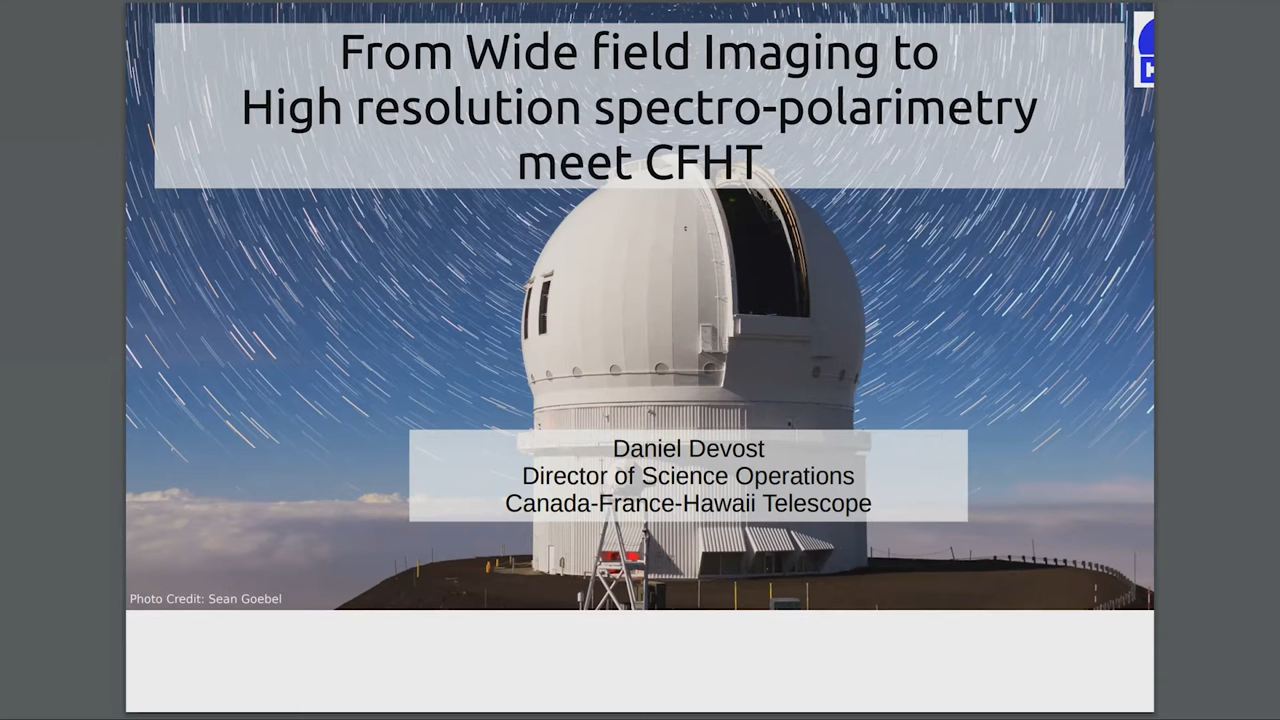 From Wide field Imaging to
High resolution spectro-polarimetry
meet CFHT
Daniel Devost
Director of Science Operations
Canada-France-Hawaii Telescope
Photo Credit: Sean Goebel